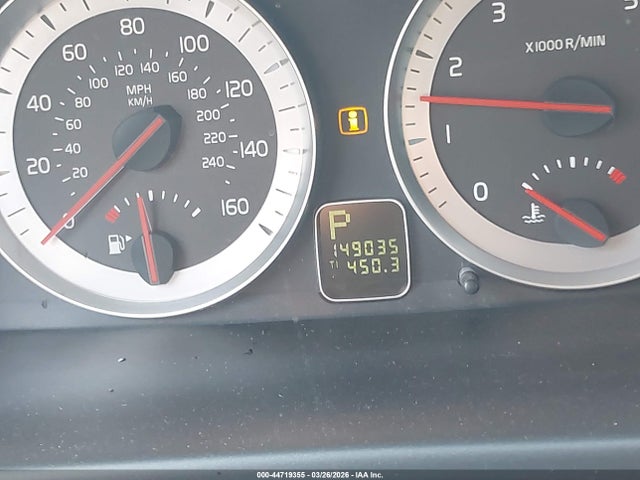 0 20 40 60 80 100 120 140 160
20 40 60 80 100 120 140 160 180 200 220 240
MPH
KM/H
i
P
149035
T1 450.3
0 1 2 3
X1000 R/MIN
000-44719355 - 03/26/2026 - IAA Inc.